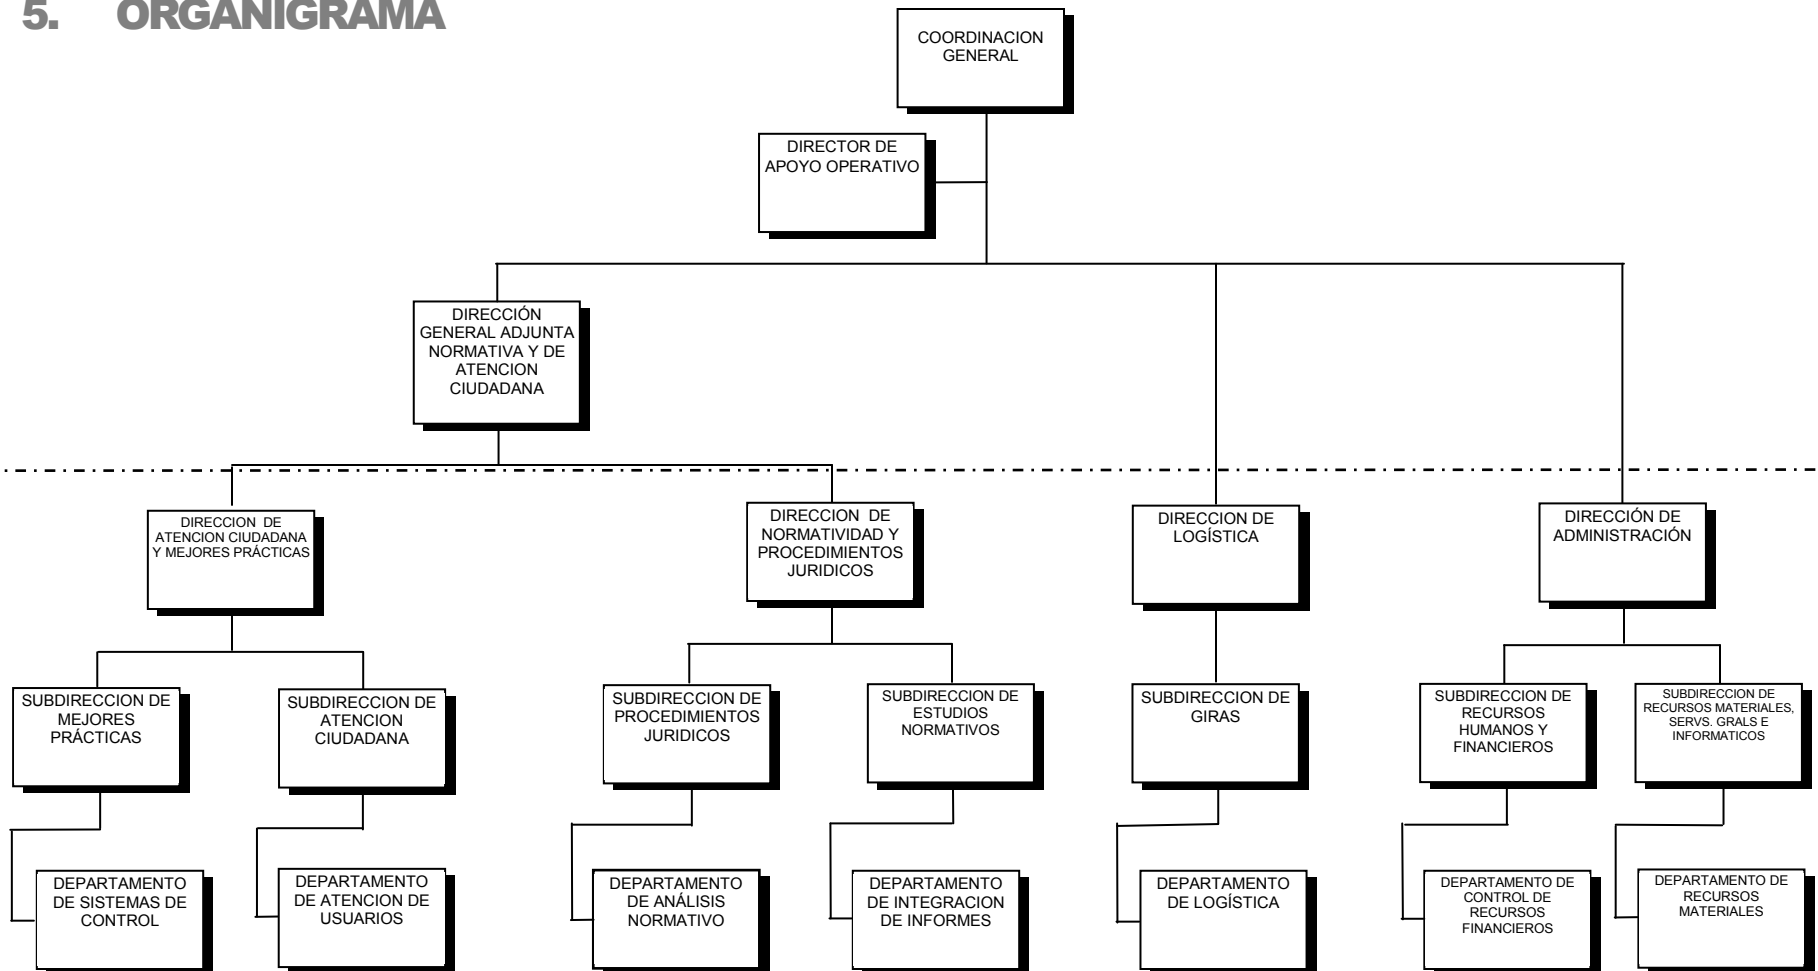 5. ORGANIGRAMA
COORDINACION
GENERAL
DIRECTOR DE
APOYO OPERATIVO
DIRECCIÓN
GENERAL ADJUNTA
NORMATIVA Y DE
ATENCION
CIUDADANA
DIRECCION DE
ATENCION CIUDADANA
Y MEJORES PRÁCTICAS
DIRECCION DE
NORMATIVIDAD Y
PROCEDIMIENTOS
JURIDICOS
DIRECCION DE
LOGÍSTICA
DIRECCIÓN DE
ADMINISTRACIÓN
SUBDIRECCION DE
MEJORES
PRÁCTICAS
SUBDIRECCION DE
ATENCION
CIUDADANA
SUBDIRECCION DE
PROCEDIMIENTOS
JURIDICOS
SUBDIRECCION DE
ESTUDIOS
NORMATIVOS
SUBDIRECCION DE
GIRAS
SUBDIRECCION DE
RECURSOS
HUMANOS Y
FINANCIEROS
SUBDIRECCION DE
RECURSOS MATERIALES,
SERVS. GRALS E
INFORMATICOS
DEPARTAMENTO
DE SISTEMAS DE
CONTROL
DEPARTAMENTO
DE ATENCION DE
USUARIOS
DEPARTAMENTO
DE ANÁLISIS
NORMATIVO
DEPARTAMENTO
DE INTEGRACION
DE INFORMES
DEPARTAMENTO
DE LOGÍSTICA
DEPARTAMENTO DE
CONTROL DE
RECURSOS
FINANCIEROS
DEPARTAMENTO DE
RECURSOS
MATERIALES